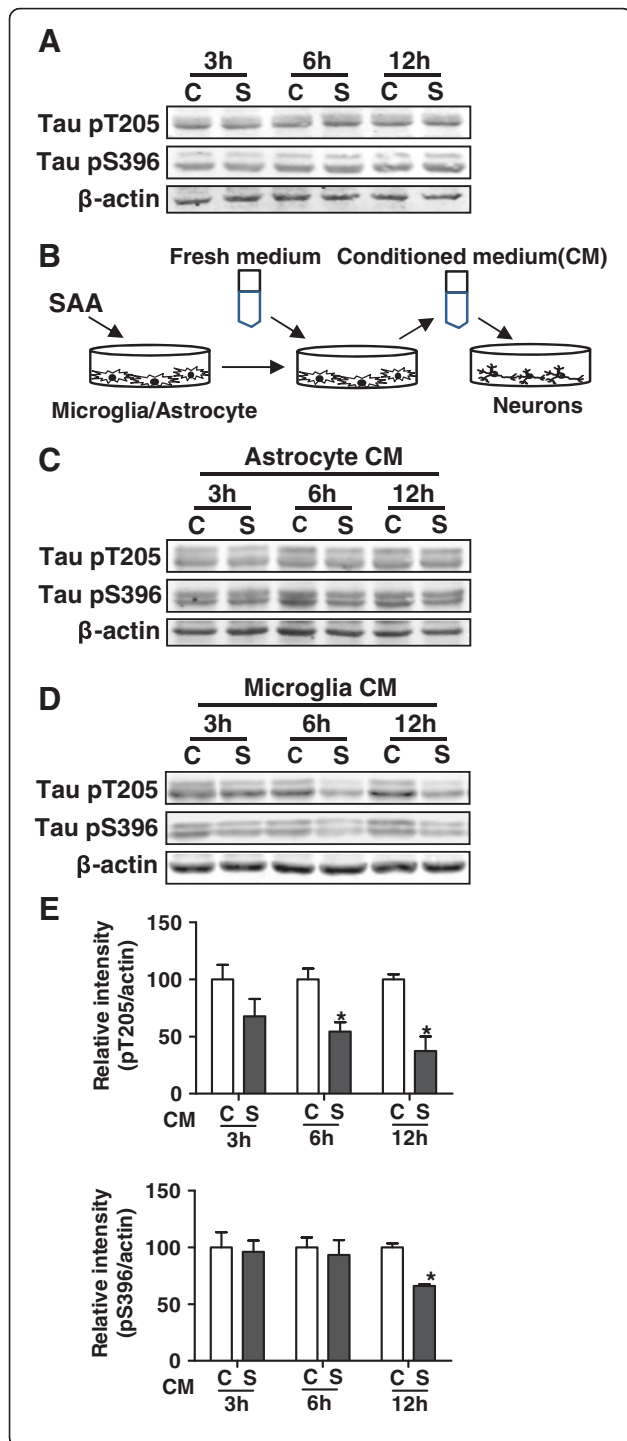 A
3h 6h 12h
C S C S C S
Tau pT205
Tau pS396
β-actin
B
Fresh medium Conditioned medium(CM)
SAA
Microglia/Astrocyte Neurons
C
Astrocyte CM
3h 6h 12h
C S C S C S
Tau pT205
Tau pS396
β-actin
D
Microglia CM
3h 6h 12h
C S C S C S
Tau pT205
Tau pS396
β-actin
E
Relative intensity
(pT205/actin)
150
100
50
0
* *
CM C S C S C S
3h 6h 12h
Relative intensity
(pS396/actin)
150
100
50
0
*
CM C S C S C S
3h 6h 12h